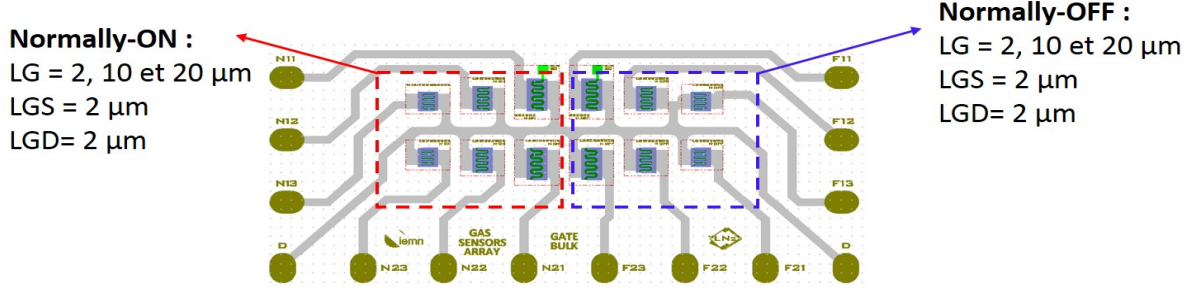 Normally-ON :
LG = 2, 10 et 20 µm
LGS = 2 µm
LGD= 2 µm
Normally-OFF :
LG = 2, 10 et 20 µm
LGS = 2 µm
LGD= 2 µm
N11
F11
N12
F12
N13
F13
D
iemn
GAS
SENSORS
ARRAY
GATE
BULK
LN2
D
N23
N22
N21
F23
F22
F21